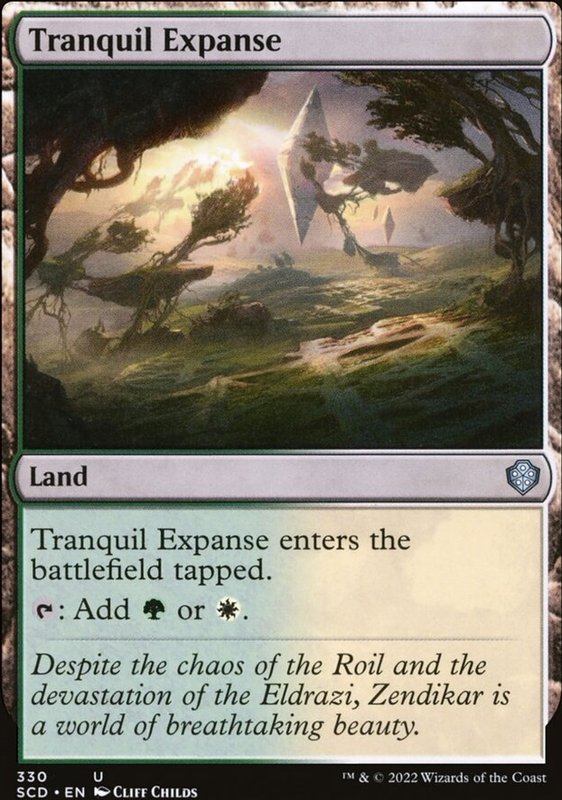 Tranquil Expanse
Land
Tranquil Expanse enters the
battlefield tapped.
: Add or .
Despite the chaos of the Roil and the
devastation of the Eldrazi, Zendikar is
a world of breathtaking beauty.
330 U
SCD • EN Cliff Childs
™ & © 2022 Wizards of the Coast